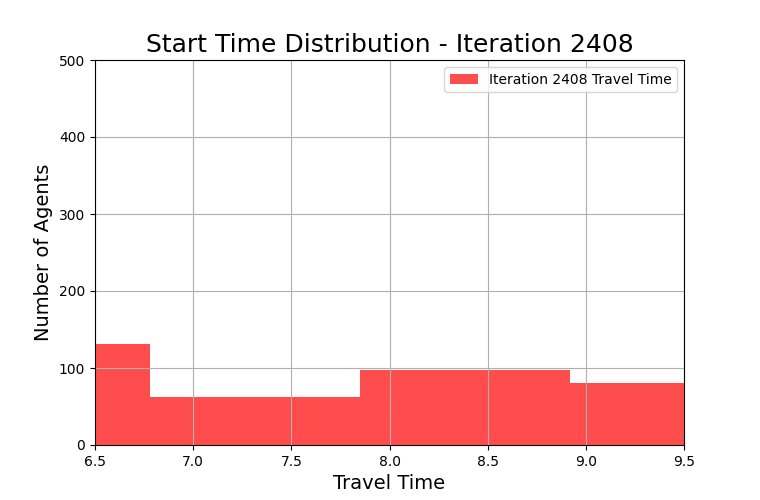 Start Time Distribution - Iteration 2408
500
Iteration 2408 Travel Time
400
300
200
100
0
Number of Agents
6.5 7.0 7.5 8.0 8.5 9.0 9.5
Travel Time